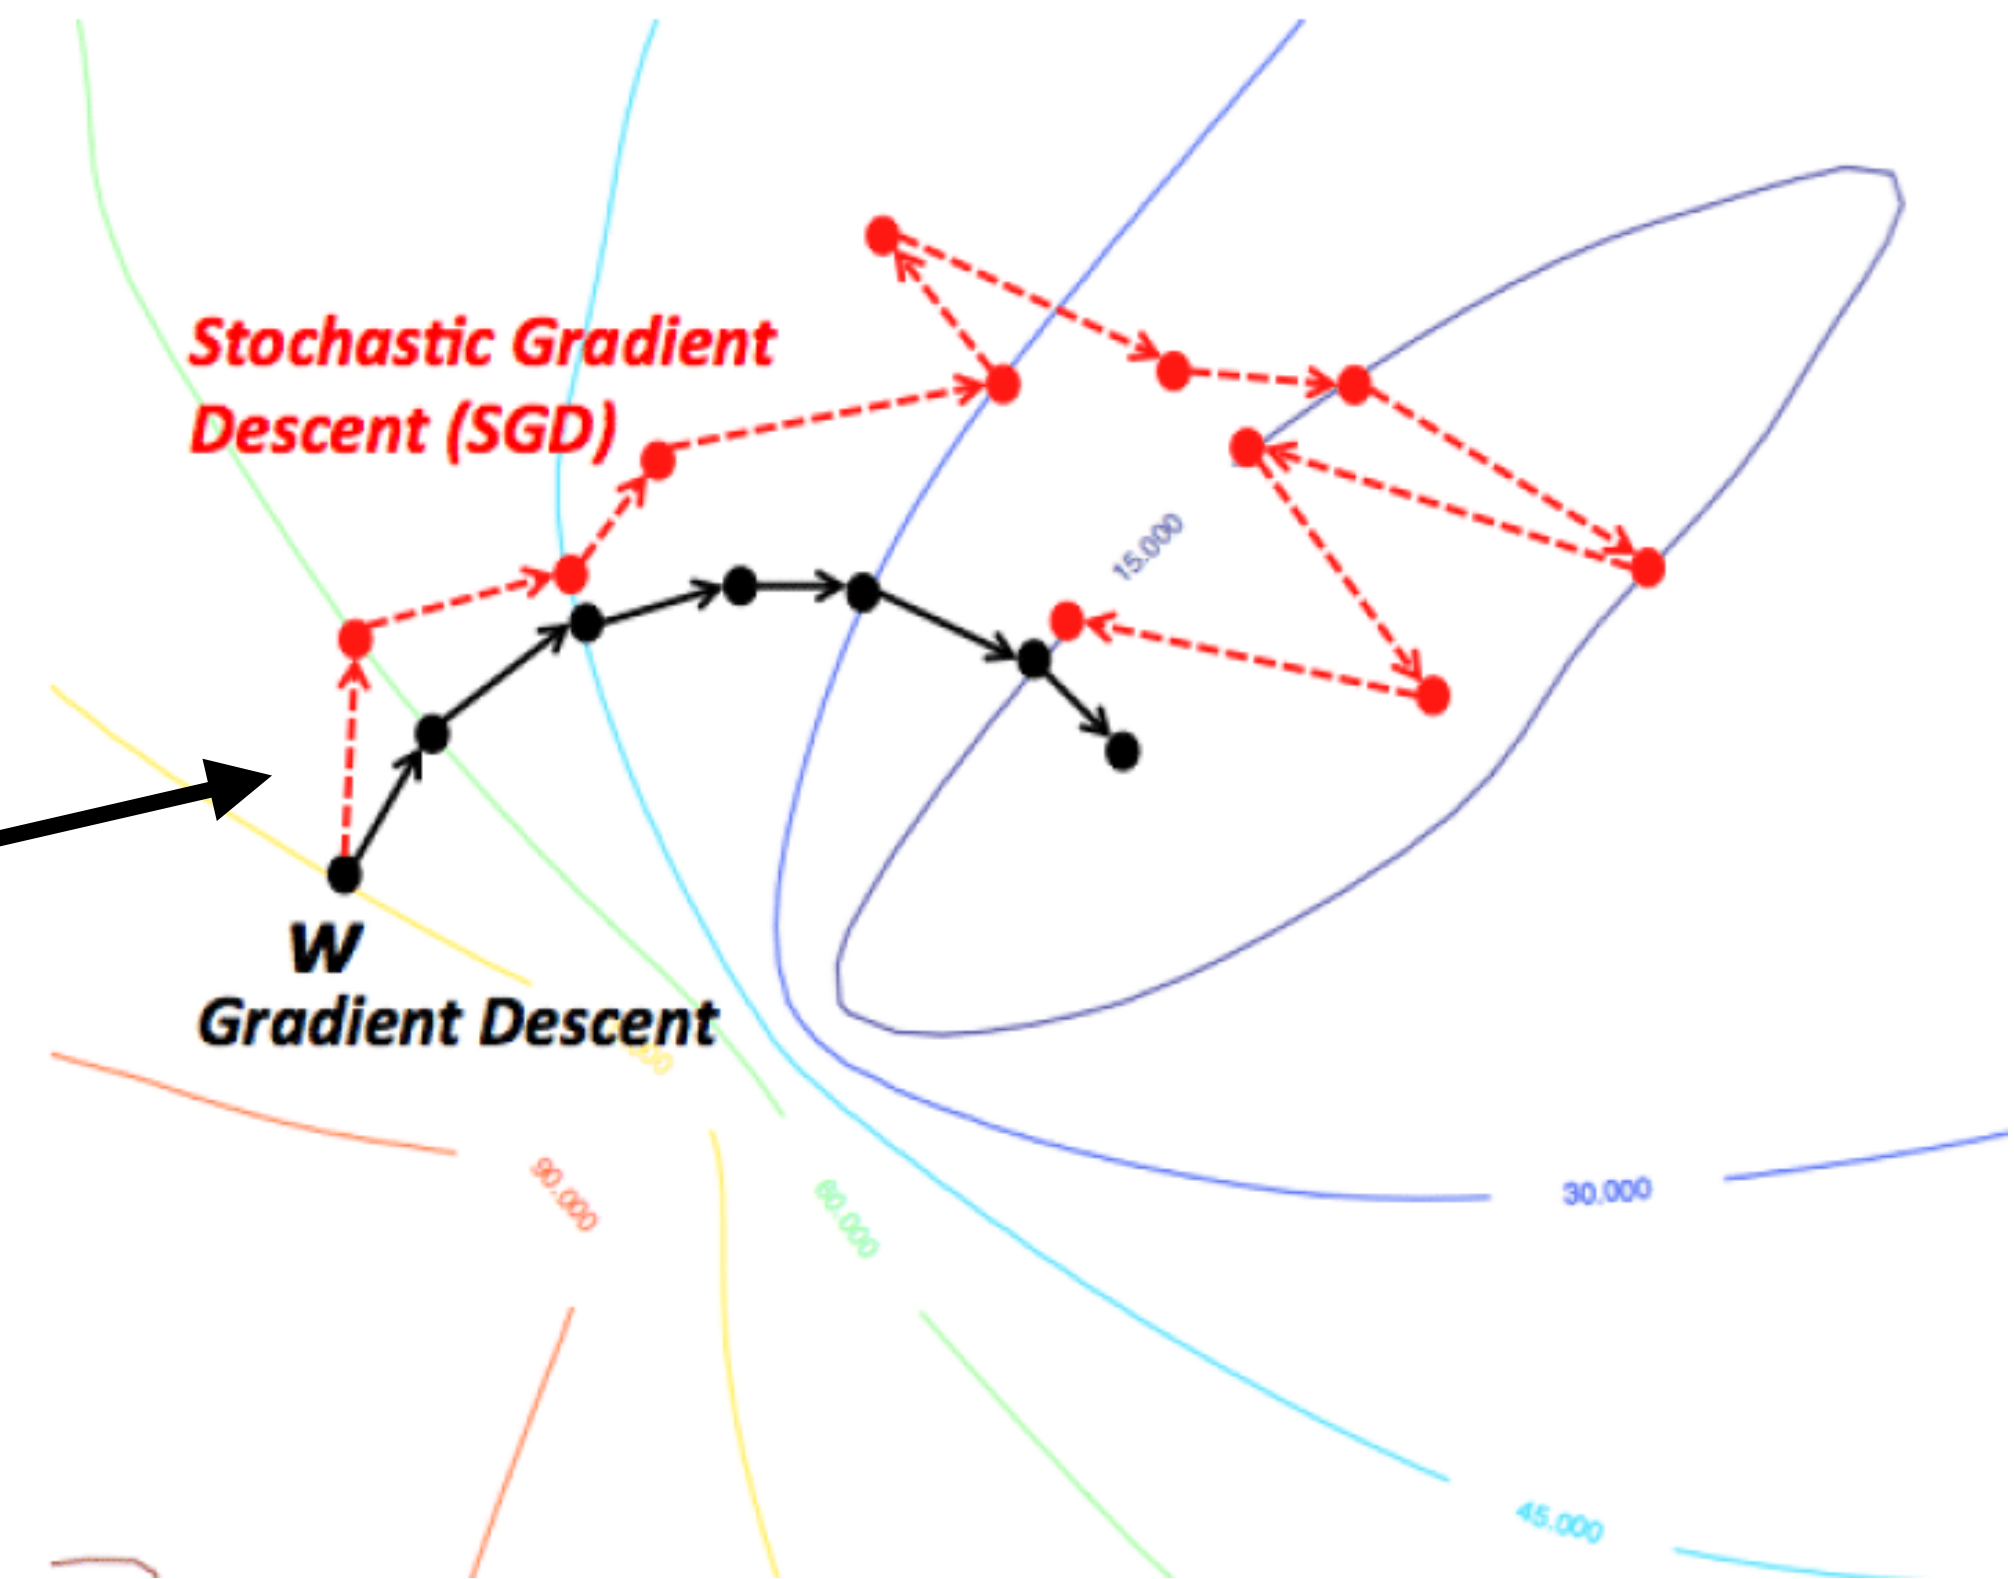 Stochastic Gradient
Descent (SGD)
15.000
W
Gradient Descent
90.000
60.000
30.000
45.000